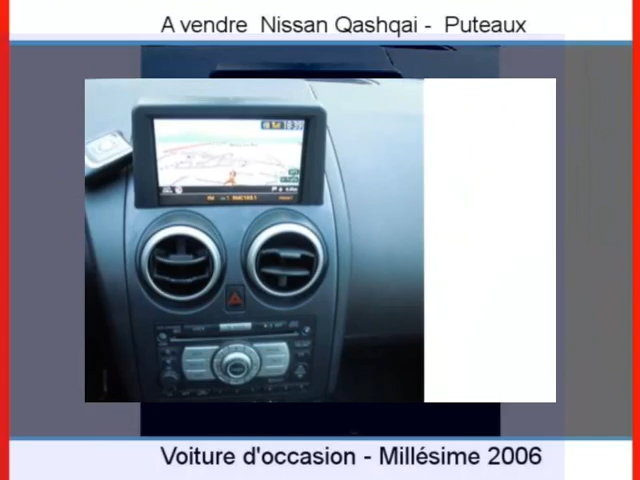 A vendre Nissan Qashqai - Puteaux
Voiture d'occasion - Millésime 2006